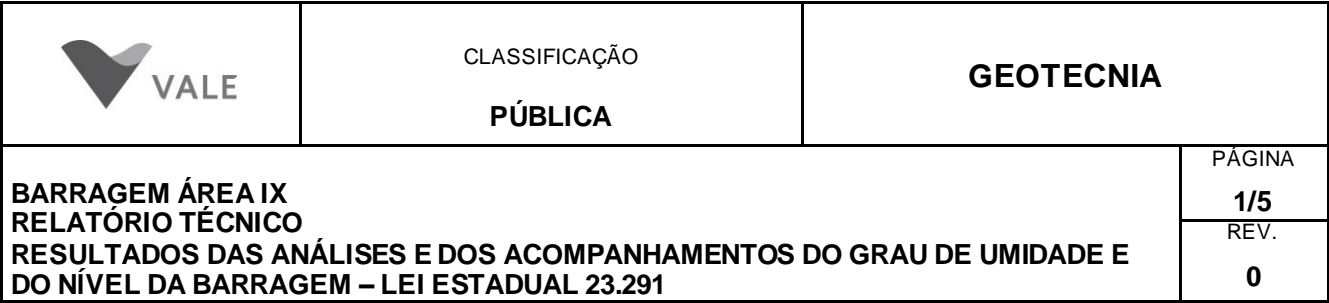 VALE
CLASSIFICAÇÃO
PÚBLICA
GEOTECNIA
BARRAGEM ÁREA IX
RELATÓRIO TÉCNICO
RESULTADOS DAS ANÁLISES E DOS ACOMPANHAMENTOS DO GRAU DE UMIDADE E
DO NÍVEL DA BARRAGEM – LEI ESTADUAL 23.291
PÁGINA
1/5
REV.
0